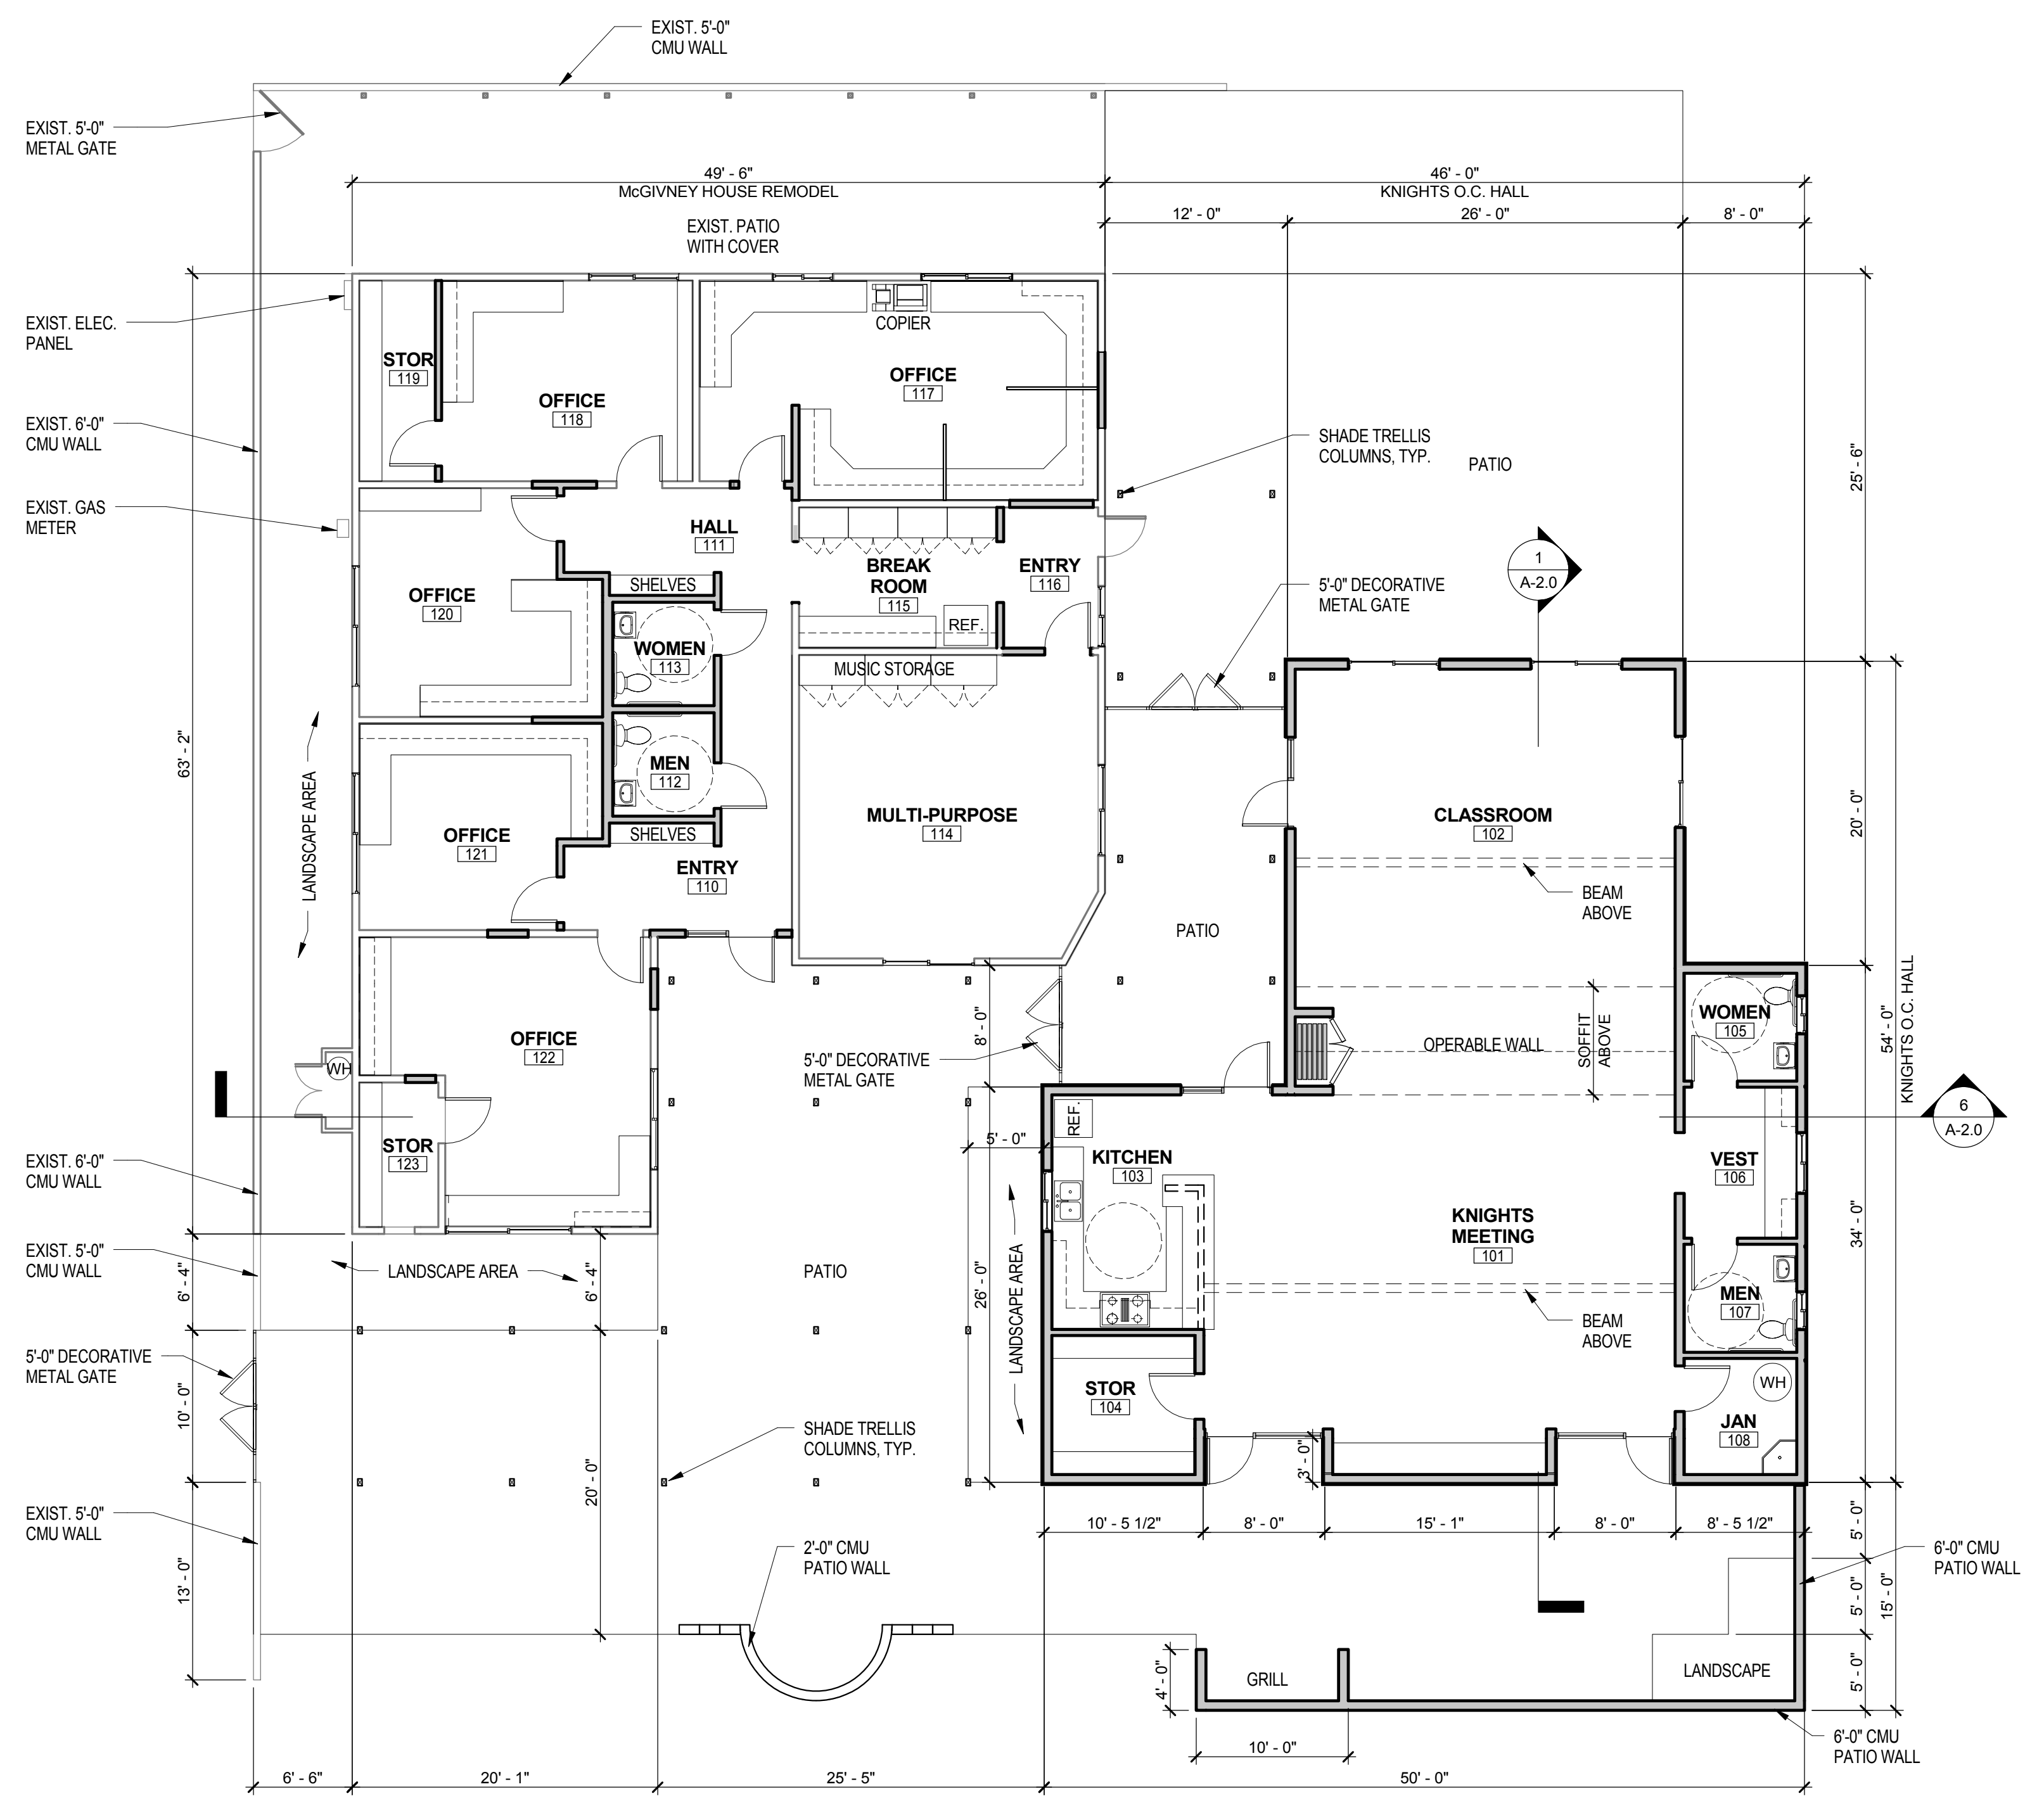 EXIST. 5'-0"
CMU WALL
EXIST. 5'-0"
METAL GATE
49' - 6"
McGIVNEY HOUSE REMODEL
46' - 0"
KNIGHTS O.C. HALL
12' - 0"
26' - 0"
8' - 0"
EXIST. PATIO
WITH COVER
EXIST. ELEC.
PANEL
COPIER
STOR
119
OFFICE
118
OFFICE
117
EXIST. 6'-0"
CMU WALL
SHADE TRELLIS
COLUMNS, TYP.
PATIO
25' - 6"
EXIST. GAS
METER
HALL
111
BREAK
ROOM
115
ENTRY
116
1
A-2.0
SHELVES
OFFICE
120
REF.
5'-0" DECORATIVE
METAL GATE
WOMEN
113
MUSIC STORAGE
63' - 2"
LANDSCAPE AREA
MEN
112
MULTI-PURPOSE
114
CLASSROOM
102
20' - 0"
OFFICE
121
SHELVES
ENTRY
110
BEAM
ABOVE
PATIO
OFFICE
122
8' - 0"
5'-0" DECORATIVE
METAL GATE
OPERABLE WALL
SOFFIT
ABOVE
WOMEN
105
54' - 0"
KNIGHTS O.C. HALL
WH
6
A-2.0
REF.
5' - 0"
STOR
123
KITCHEN
103
VEST
106
EXIST. 6'-0"
CMU WALL
KNIGHTS
MEETING
101
34' - 0"
EXIST. 5'-0"
CMU WALL
6' - 4"
LANDSCAPE AREA
6' - 4"
PATIO
26' - 0"
LANDSCAPE AREA
MEN
107
BEAM
ABOVE
5'-0" DECORATIVE
METAL GATE
10' - 0"
STOR
104
WH
JAN
108
SHADE TRELLIS
COLUMNS, TYP.
3' - 0"
20' - 0"
EXIST. 5'-0"
CMU WALL
10' - 5 1/2"
8' - 0"
15' - 1"
8' - 0"
8' - 5 1/2"
5' - 0"
2'-0" CMU
PATIO WALL
6'-0" CMU
PATIO WALL
13' - 0"
5' - 0"
15' - 0"
4' - 0"
GRILL
LANDSCAPE
5' - 0"
6'-0" CMU
PATIO WALL
10' - 0"
6' - 6"
20' - 1"
25' - 5"
50' - 0"